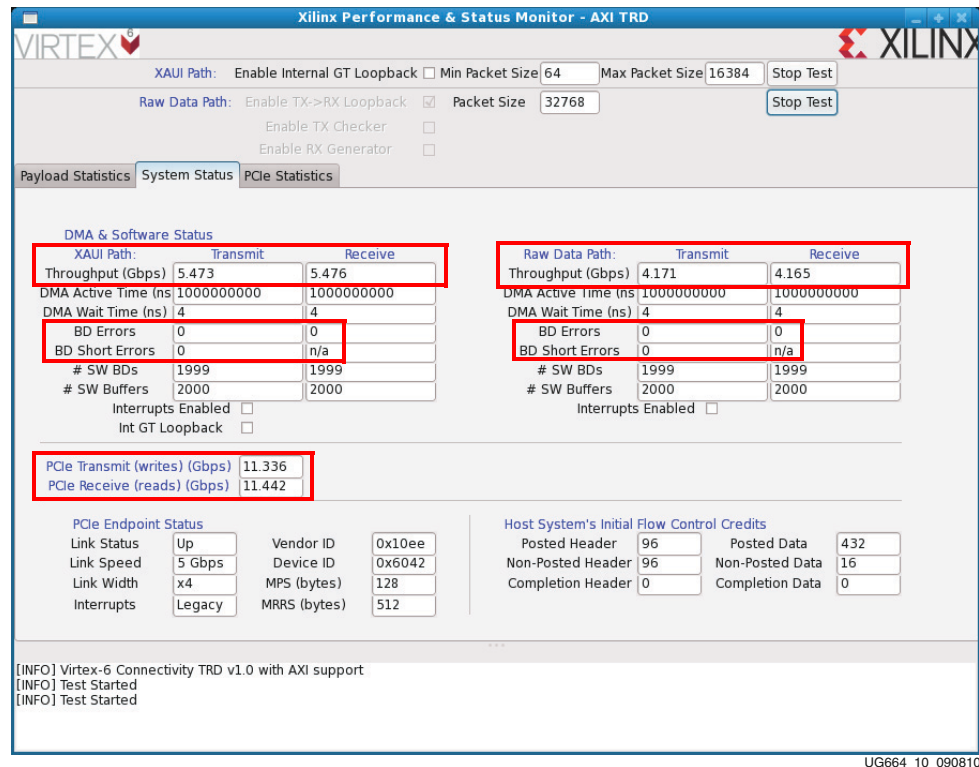 Xilinx Performance & Status Monitor - AXI TRD
VIRTEX 6
XILINX
XAUI Path: Enable Internal GT Loopback Min Packet Size 64 Max Packet Size 16384 Stop Test
Raw Data Path: Enable TX->RX Loopback Packet Size 32768 Stop Test
Enable TX Checker
Enable RX Generator
Payload Statistics System Status PCIe Statistics
DMA & Software Status
XAUI Path: Transmit Receive
Throughput (Gbps) 5.473 5.476
DMA Active Time (ns 1000000000 1000000000
DMA Wait Time (ns) 4 4
BD Errors 0 0
BD Short Errors 0 n/a
# SW BDs 1999 1999
# SW Buffers 2000 2000
Interrupts Enabled
Int GT Loopback
Raw Data Path: Transmit Receive
Throughput (Gbps) 4.171 4.165
DMA Active Time (ns 1000000000 1000000000
DMA Wait Time (ns) 4 4
BD Errors 0 0
BD Short Errors 0 n/a
# SW BDs 1999 1999
# SW Buffers 2000 2000
Interrupts Enabled
PCIe Transmit (writes) (Gbps) 11.336
PCIe Receive (reads) (Gbps) 11.442
PCIe Endpoint Status
Link Status Up Vendor ID 0x10ee
Link Speed 5 Gbps Device ID 0x6042
Link Width x4 MPS (bytes) 128
Interrupts Legacy MRRS (bytes) 512
Host System's Initial Flow Control Credits
Posted Header 96 Posted Data 432
Non-Posted Header 96 Non-Posted Data 16
Completion Header 0 Completion Data 0
[INFO] Virtex-6 Connectivity TRD v1.0 with AXI support
[INFO] Test Started
[INFO] Test Started
UG664_10_090810